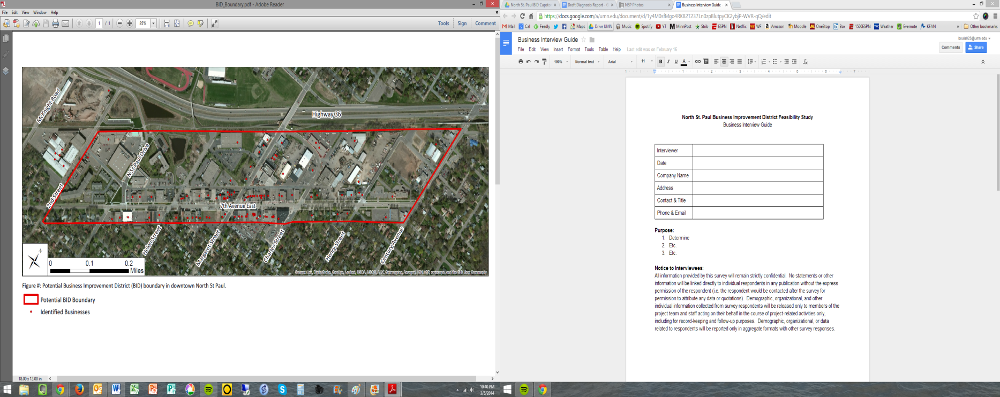 BID_Boundary.pdf - Adobe Reader
File Edit View Window Help
1 / 1
85%
Tools
Sign
Comment
McKnight Road
Highway 36
N St Paul Drive
2nd Street
7th Avenue East
Helen Street
Margaret Street
Charles Street
Henry Street
Century Avenue
N
0 0.1 0.2
Miles
Figure #: Potential Business Improvement District (BID) boundary in downtown North St Paul.
Potential BID Boundary
Identified Businesses
18.00 x 12.00 in
10:40 PM
3/5/2014
North St. Paul BID Capsto
Draft Diagnosis Report - G
NSP Photos
Business Interview Guide -
https://docs.google.com/a/umn.edu/document/d/1y4M0sfMgo4RK82T237Ln0zpBlutpyCK2ybjP-WVR-qQ/edit
Mail Cal Feedly Maps Drive UMN Music Spotify YT MinnPost Strib ESPN Netflix WF Amazon Moodle OneStop Box 1500ESPN Weather Evernote KFAN » Other bookmarks
Business Interview Guide
boula025@umn.edu
File Edit View Insert Format Tools Table Help Last edit was on February 16
Comments
Share
100% Normal text Arial 11 B I U A
1 1 2 3 4 5 6 7
North St. Paul Business Improvement District Feasibility Study
Business Interview Guide
Interviewer
Date
Company Name
Address
Contact & Title
Phone & Email
Purpose:
1. Determine
2. Etc.
3. Etc.
Notice to Interviewees:
All information provided by this survey will remain strictly confidential. No statements or other
information will be linked directly to individual respondents in any publication without the express
permission of the respondent (i.e. the respondent would be contacted after the survey for
permission to attribute any data or quotations). Demographic, organizational, and other
individual information collected from survey respondents will be released only to members of the
project team and staff acting on their behalf in the course of project-related activities only,
including for record-keeping and follow-up purposes. Demographic, organizational, or data
related to respondents will be reported only in aggregate formats with other survey responses.